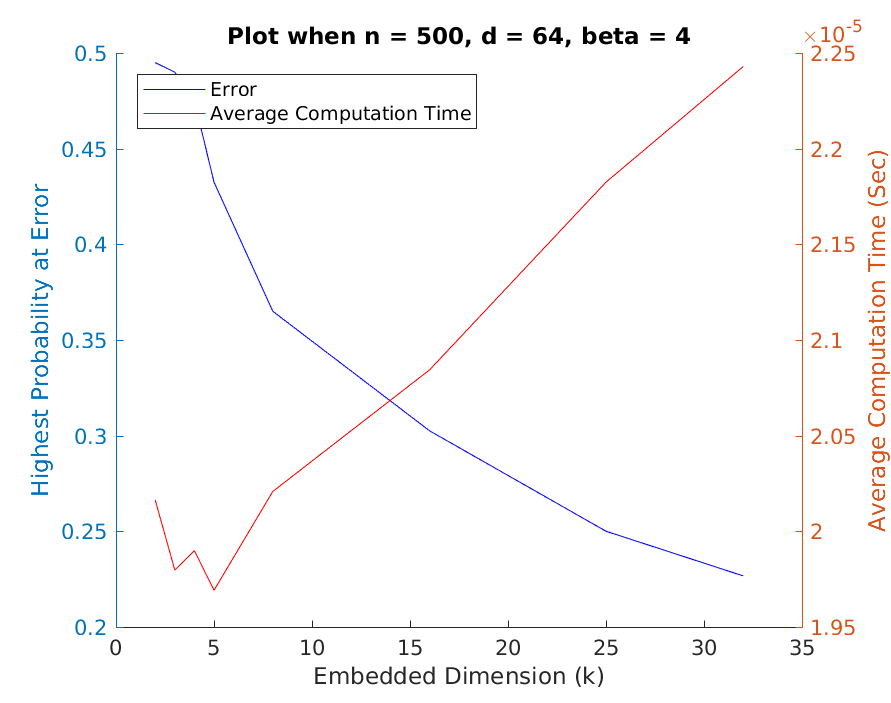 Plot when n = 500, d = 64, beta = 4
×10-5
Error
Average Computation Time
Highest Probability at Error
0.5
0.45
0.4
0.35
0.3
0.25
0.2
2.25
2.2
2.15
2.1
2.05
2
1.95
Average Computation Time (Sec)
0 5 10 15 20 25 30 35
Embedded Dimension (k)